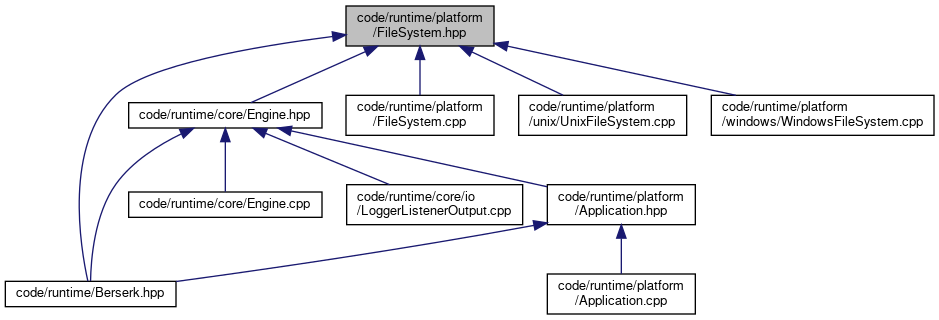 code/runtime/platform
/FileSystem.hpp
code/runtime/core/Engine.hpp
code/runtime/platform
/FileSystem.cpp
code/runtime/platform
/unix/UnixFileSystem.cpp
code/runtime/platform
/windows/WindowsFileSystem.cpp
code/runtime/core/Engine.cpp
code/runtime/core/io
/LoggerListenerOutput.cpp
code/runtime/platform
/Application.hpp
code/runtime/Berserk.hpp
code/runtime/platform
/Application.cpp